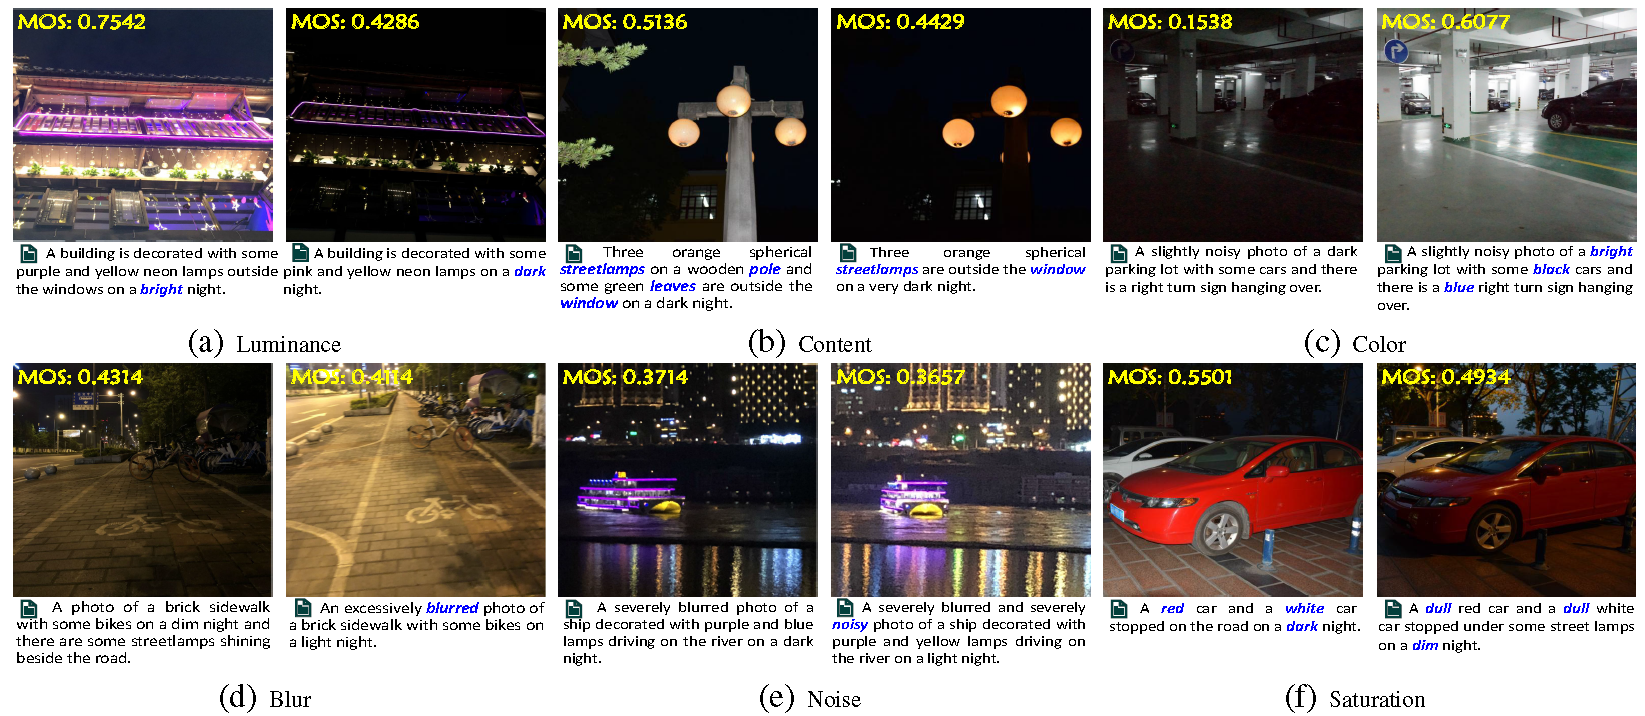 MOS: 0.7542
MOS: 0.4286
MOS: 0.5136
MOS: 0.4429
MOS: 0.1538
MOS: 0.6077
A building is decorated with some
purple and yellow neon lamps outside
the windows on a bright night.
A building is decorated with some
pink and yellow neon lamps on a dark
night.
Three orange spherical
streetlamps on a wooden pole and
some green leaves are outside the
window on a dark night.
Three orange spherical
streetlamps are outside the window
on a very dark night.
A slightly noisy photo of a dark
parking lot with some cars and there
is a right turn sign hanging over.
A slightly noisy photo of a bright
parking lot with some black cars and
there is a blue right turn sign hanging
over.
(a) Luminance
(b) Content
(c) Color
MOS: 0.4314
MOS: 0.4114
MOS: 0.3714
MOS: 0.3657
MOS: 0.5501
MOS: 0.4934
A photo of a brick sidewalk
with some bikes on a dim night and
there are some streetlamps shining
beside the road.
An excessively blurred photo of
a brick sidewalk with some bikes on
a light night.
A severely blurred photo of a
ship decorated with purple and blue
lamps driving on the river on a dark
night.
A severely blurred and severely
noisy photo of a ship decorated with
purple and yellow lamps driving on
the river on a light night.
A red car and a white car
stopped on the road on a dark night.
A dull red car and a dull white
car stopped under some street lamps
on a dim night.
(d) Blur
(e) Noise
(f) Saturation